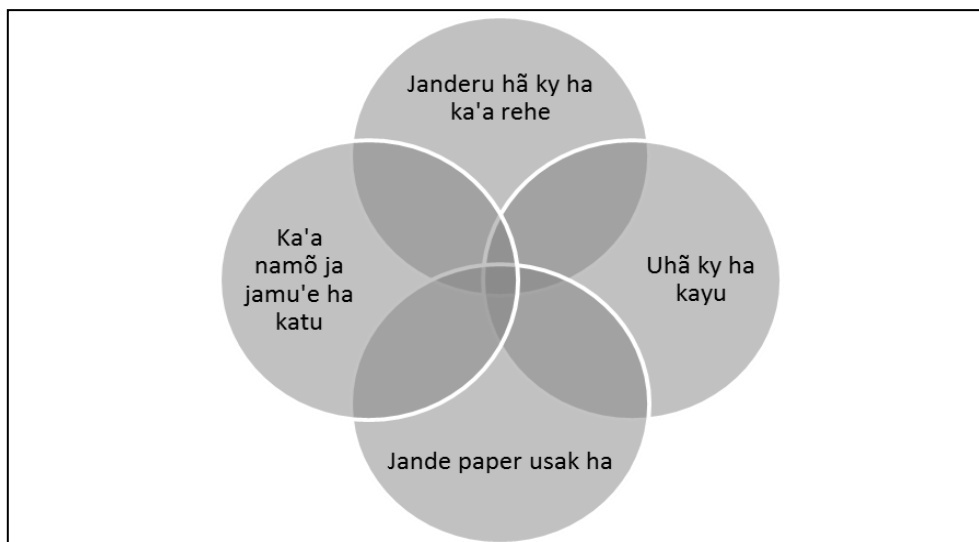 Janderu hã ky ha
ka'a rehe
Ka'a
namõ ja
jamu'e ha
katu
Uhã ky ha
kayu
Jande paper usak ha